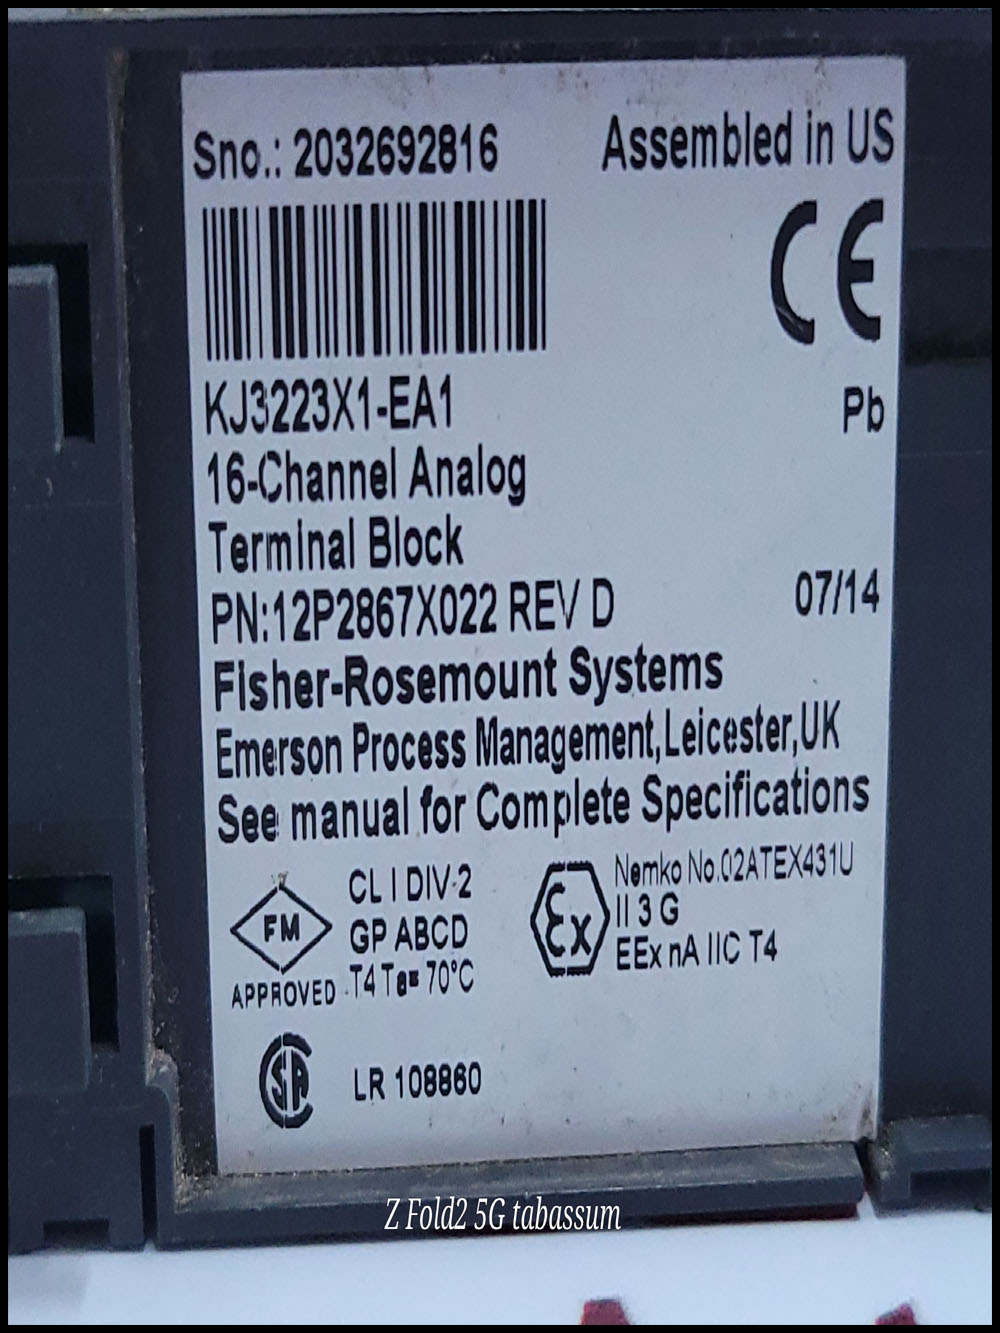 Sno.: 2032692816 Assembled in US
CE
KJ3223X1-EA1
Pb
16-Channel Analog
Terminal Block
PN:12P2867X022 REV D 07/14
Fisher-Rosemount Systems
Emerson Process Management,Leicester,UK
See manual for Complete Specifications
FM
APPROVED
CL I DIV-2
GP ABCD
T4 Ta= 70°C
Ex
Nemko No.02ATEX431U
II 3 G
EEx nA IIC T4
SA
LR 108860
Z Fold2 5G tabassum